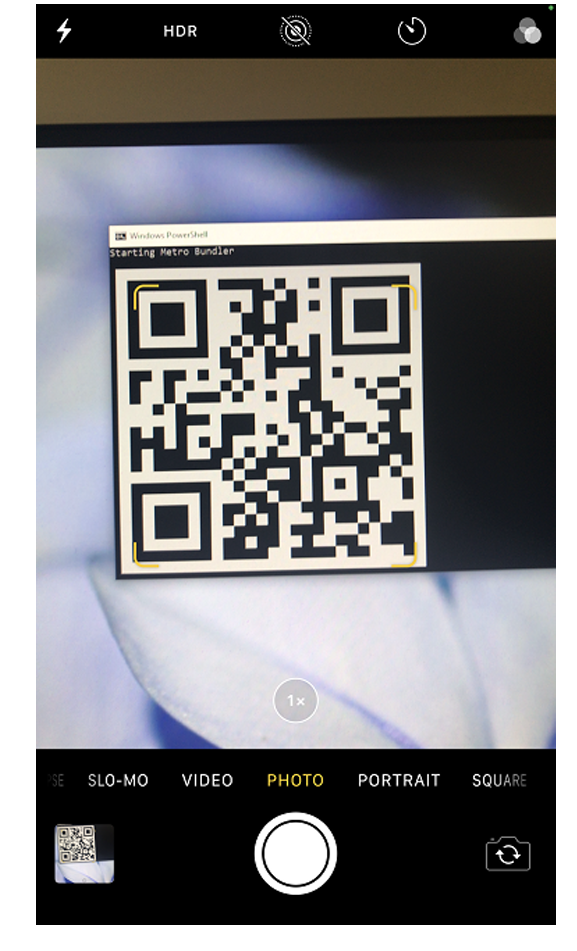 HDR
Windows PowerShell
Starting Metro Bundler
1×
SLO-MO VIDEO PHOTO PORTRAIT SQUARE